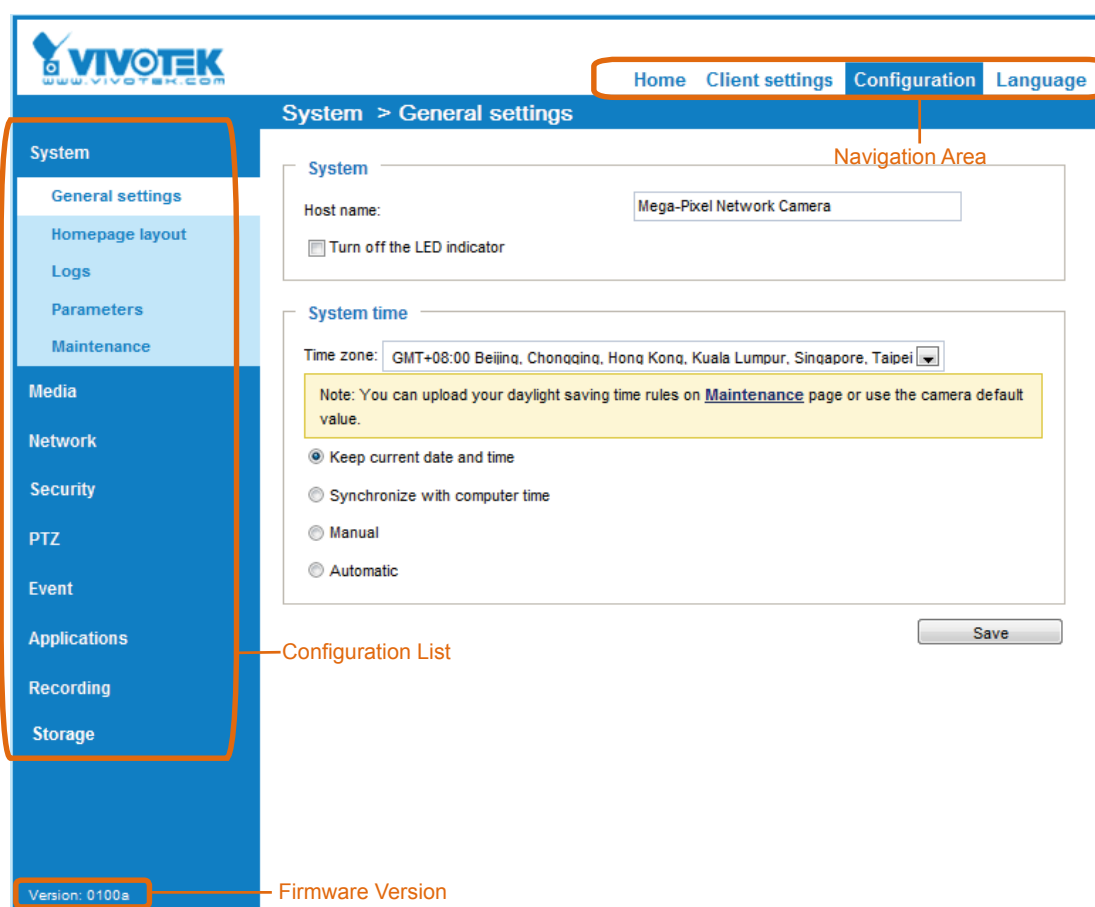 VIVOTEK
www.vivotek.com
Home Client settings Configuration Language
System > General settings
Navigation Area
System
General settings
Homepage layout
Logs
Parameters
Maintenance
Media
Network
Security
PTZ
Event
Applications
Recording
Storage
Configuration List
Version: 0100a
Firmware Version
System
Host name: Mega-Pixel Network Camera
Turn off the LED indicator
System time
Time zone: GMT+08:00 Beijing, Chongqing, Hong Kong, Kuala Lumpur, Singapore, Taipei
Note: You can upload your daylight saving time rules on Maintenance page or use the camera default
value.
Keep current date and time
Synchronize with computer time
Manual
Automatic
Save